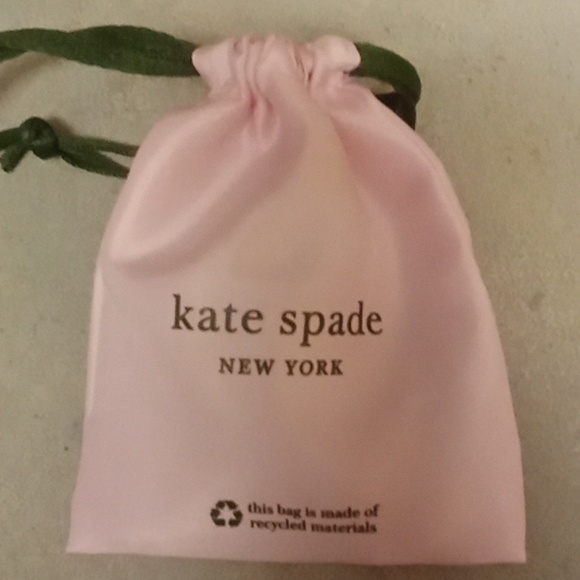 kate spade
NEW YORK
this bag is made of
recycled materials